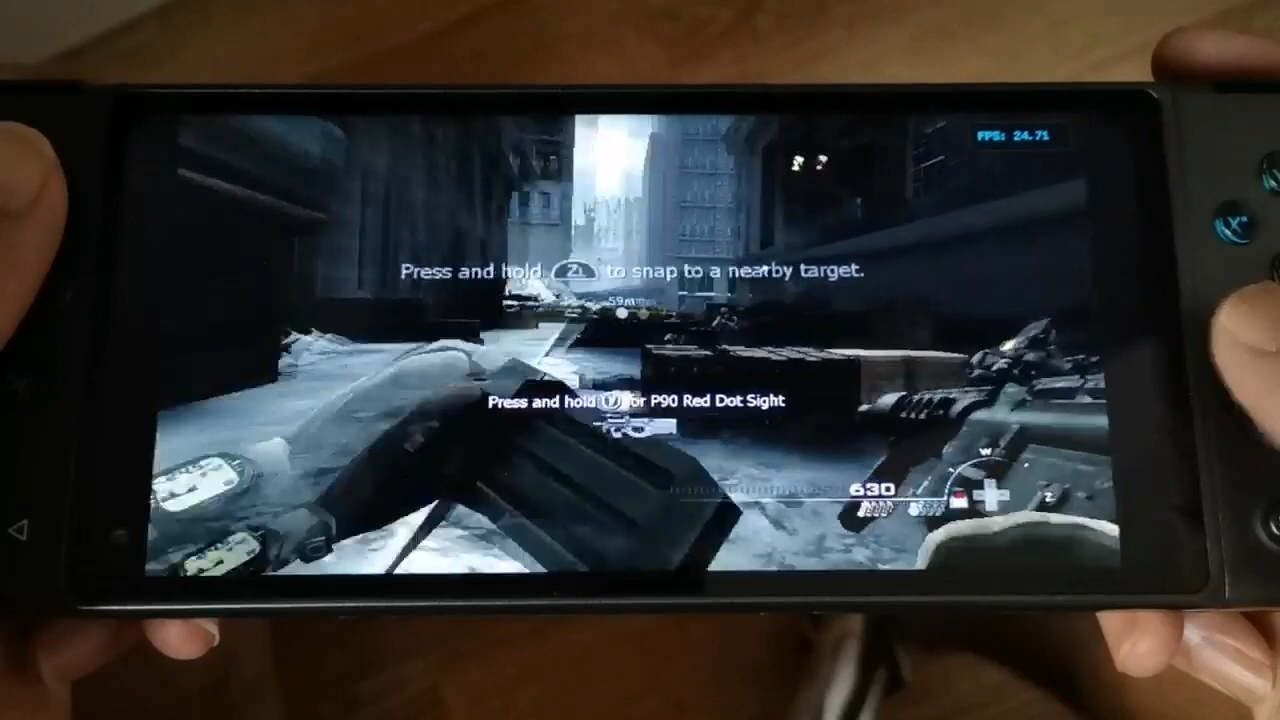 FPS: 24.71
Press and hold ZL to snap to a nearby target.
59m
Press and hold Y for P90 Red Dot Sight
630
W
X